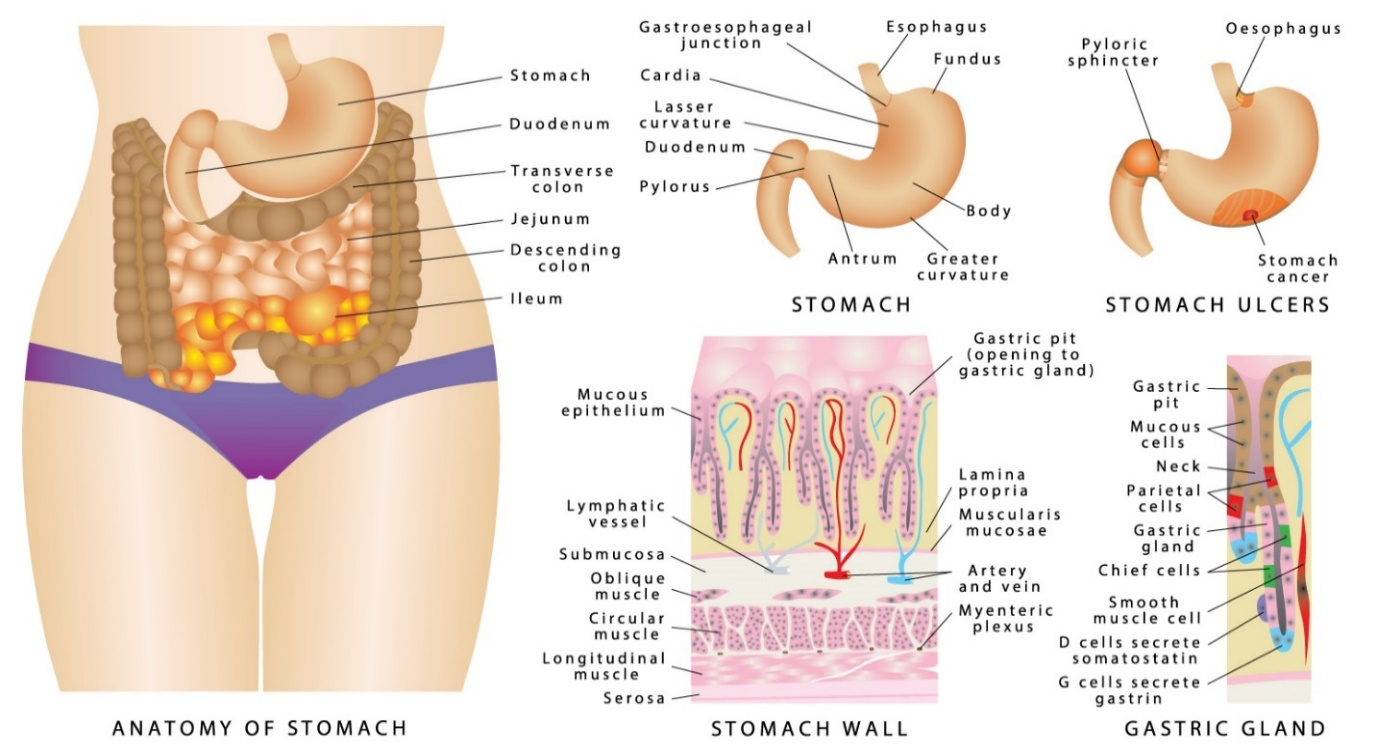 Stomach
Duodenum
Transverse
colon
Jejunum
Descending
colon
Ileum
ANATOMY OF STOMACH
Gastroesophageal
junction
Esophagus
Cardia
Fundus
Lasser
curvature
Duodenum
Pylorus
Body
Antrum
Greater
curvature
STOMACH
Pyloric
sphincter
Oesophagus
Stomach
cancer
STOMACH ULCERS
Gastric pit
(opening to
gastric gland)
Mucous
epithelium
Lymphatic
vessel
Lamina
propria
Muscularis
mucosae
Submucosa
Oblique
muscle
Artery
and vein
Circular
muscle
Myenteric
plexus
Longitudinal
muscle
Serosa
STOMACH WALL
Gastric
pit
Mucous
cells
Neck
Parietal
cells
Gastric
gland
Chief cells
Smooth
muscle cell
D cells secrete
somatostatin
G cells secrete
gastrin
GASTRIC GLAND